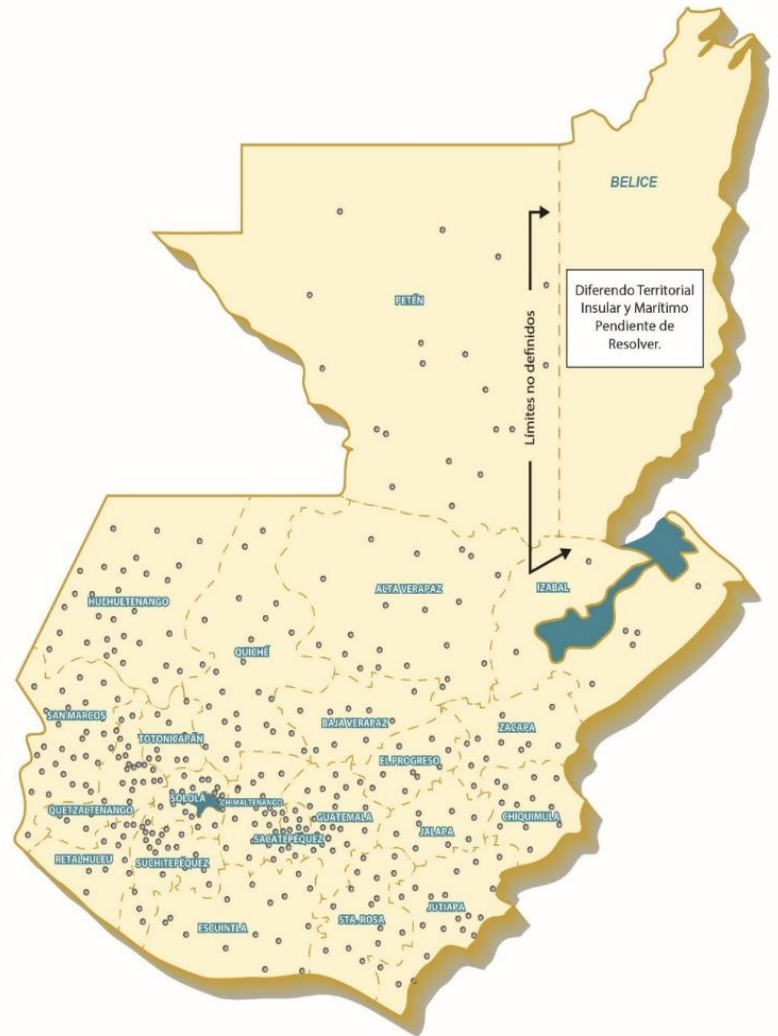 BELICE
PETÉN
Límites no definidos
Diferendo Territorial
Insular y Marítimo
Pendiente de
Resolver.
HUEHUETENANGO
QUICHÉ
ALTA VERAPAZ
IZABAL
SAN MARCOS
TOTONICAPÁN
BAJA VERAPAZ
ZACAPA
EL PROGRESO
QUETZALTENANGO
SOLOLÁ
CHIMALTENANGO
SACATEPÉQUEZ
GUATEMALA
JALAPA
CHIQUIMULA
RETALHULEU
SUCHITEPÉQUEZ
ESCUINTLA
STA. ROSA
JUTIAPA